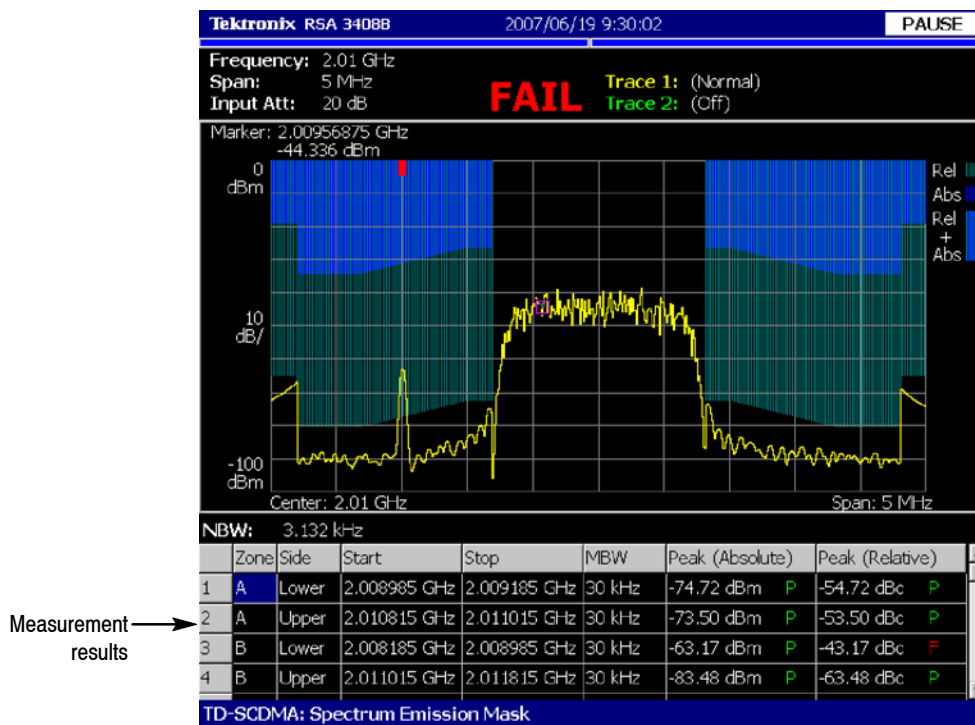 Tektronix RSA 3408B 2007/06/19 9:30:02 PAUSE
Frequency: 2.01 GHz
Span: 5 MHz
Input Att: 20 dB
FAIL
Trace 1: (Normal)
Trace 2: (Off)
Marker: 2.00956875 GHz
-44.336 dBm
0
dBm
10
dB/
-100
dBm
Rel
Abs
Rel
+
Abs
Center: 2.01 GHz Span: 5 MHz
NBW: 3.132 kHz
Zone Side Start Stop MBW Peak (Absolute) Peak (Relative)
1 A Lower 2.008985 GHz 2.009185 GHz 30 kHz -74.72 dBm P -54.72 dBc P
2 A Upper 2.010815 GHz 2.011015 GHz 30 kHz -73.50 dBm P -53.50 dBc P
3 B Lower 2.008185 GHz 2.008985 GHz 30 kHz -63.17 dBm P -43.17 dBc F
4 B Upper 2.011015 GHz 2.011815 GHz 30 kHz -83.48 dBm P -63.48 dBc P
Measurement
results
TD-SCDMA: Spectrum Emission Mask